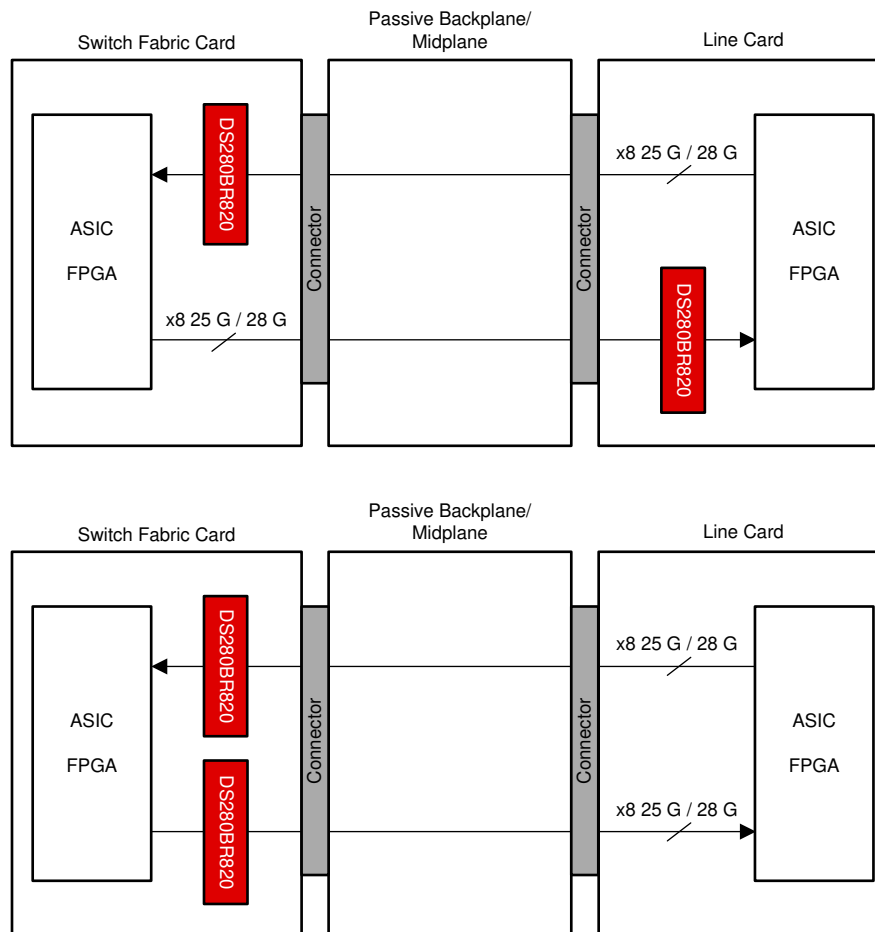 Passive Backplane/
Midplane
Switch Fabric Card
Line Card
DS280BR820
x8 25 G / 28 G
ASIC
FPGA
Connector
Connector
ASIC
FPGA
x8 25 G / 28 G
DS280BR820
Passive Backplane/
Midplane
Switch Fabric Card
Line Card
DS280BR820
x8 25 G / 28 G
ASIC
FPGA
Connector
Connector
ASIC
FPGA
DS280BR820
x8 25 G / 28 G